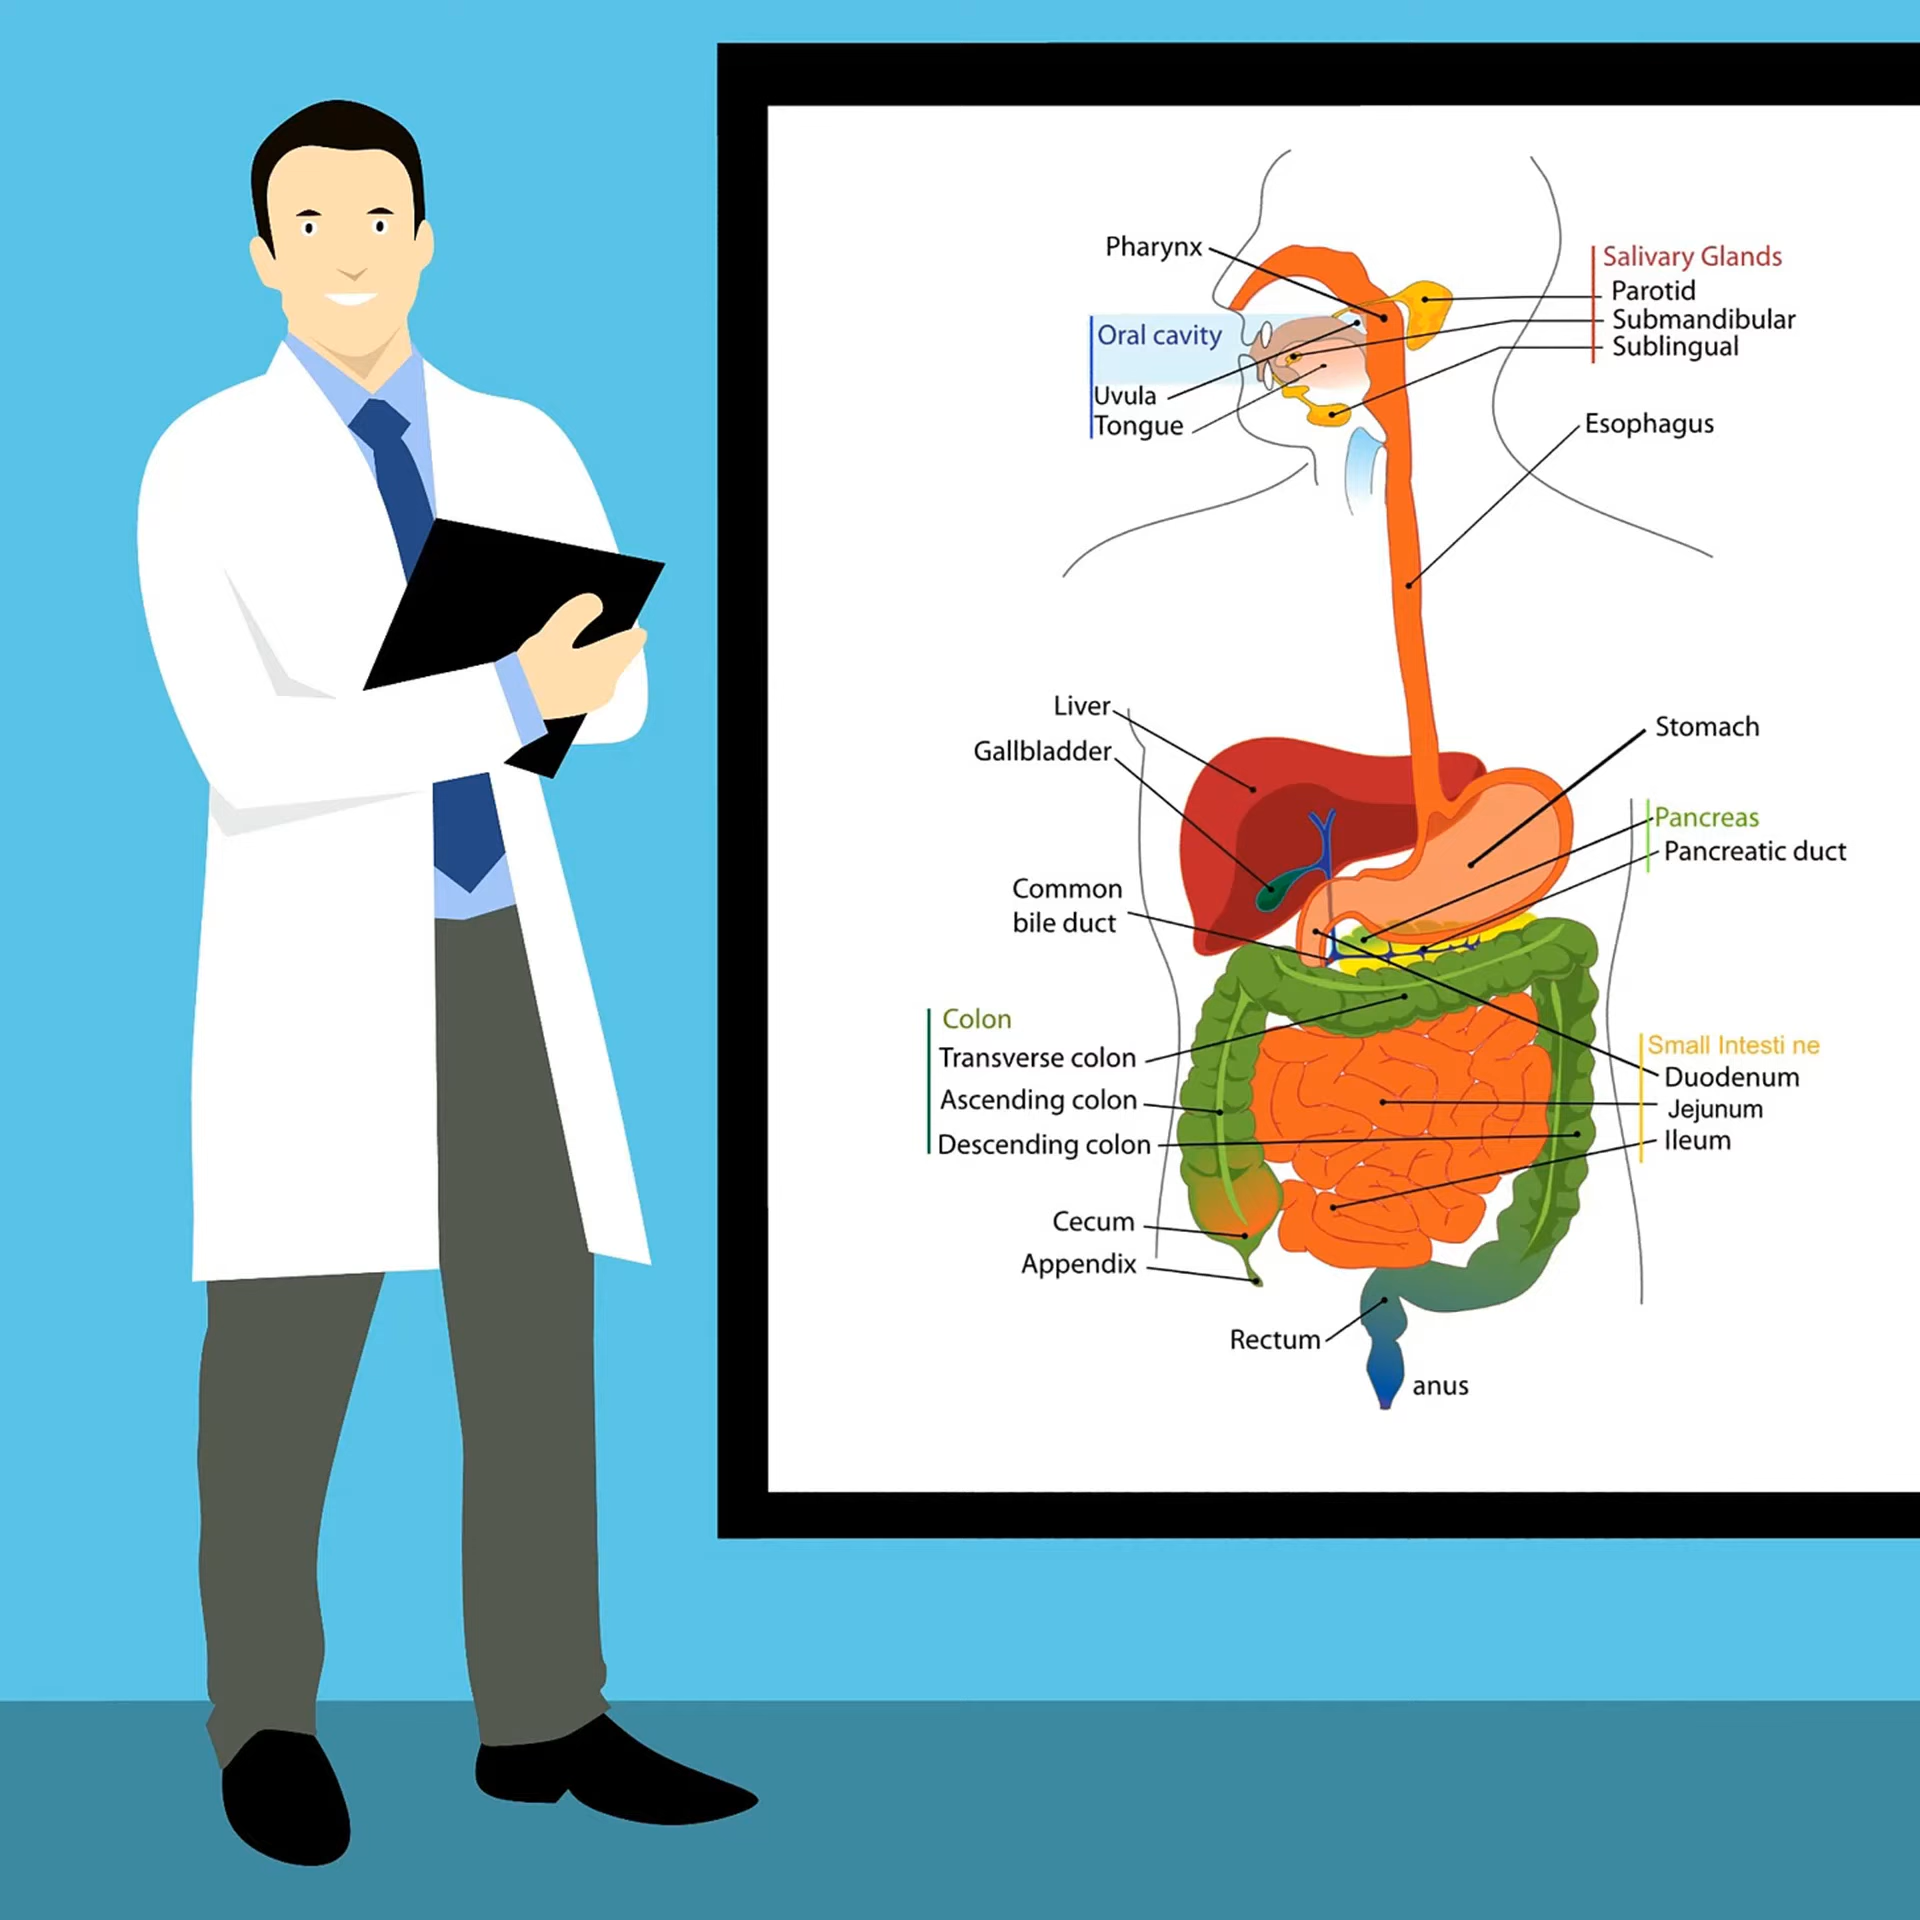 Pharynx
Oral cavity
Uvula
Tongue
Salivary Glands
Parotid
Submandibular
Sublingual
Esophagus
Liver
Gallbladder
Stomach
Pancreas
Pancreatic duct
Common
bile duct
Colon
Transverse colon
Ascending colon
Descending colon
Small Intesti ne
Duodenum
Jejunum
Ileum
Cecum
Appendix
Rectum
anus